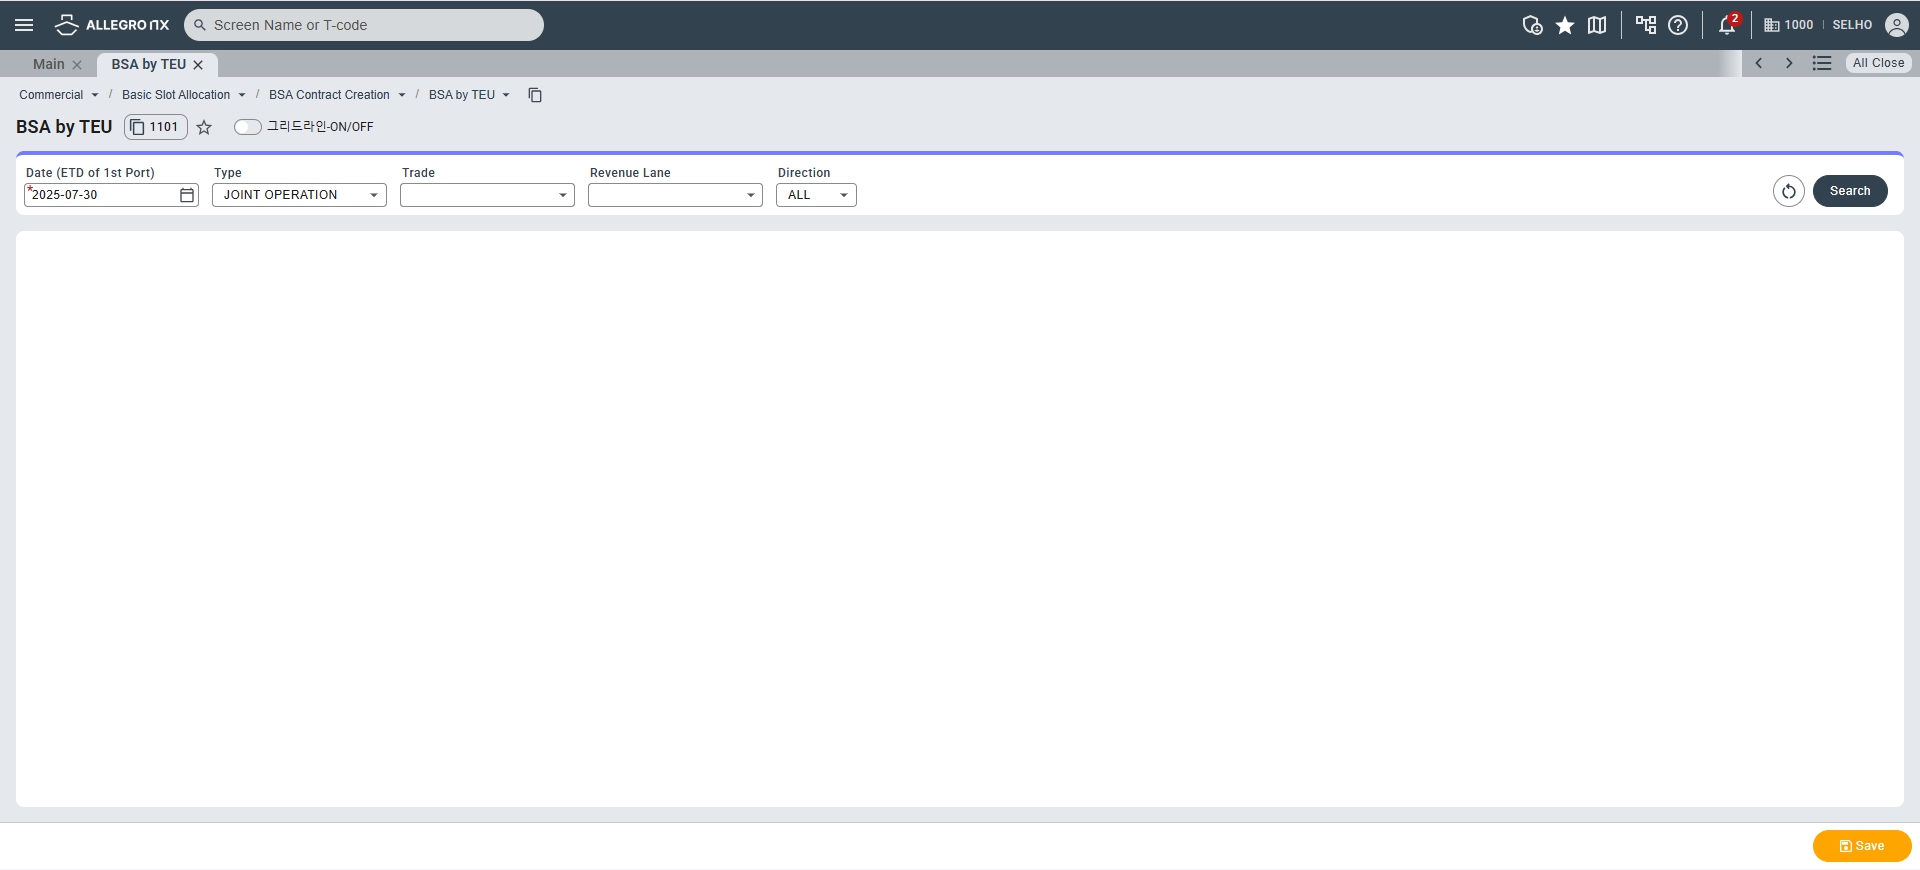 ALLEGRO NX Screen Name or T-code 2 1000 SELHO
Main BSA by TEU All Close
Commercial / Basic Slot Allocation / BSA Contract Creation / BSA by TEU
BSA by TEU 1101 그리드라인-ON/OFF
Date (ETD of 1st Port) Type Trade Revenue Lane Direction
*2025-07-30 JOINT OPERATION ALL Search
Save